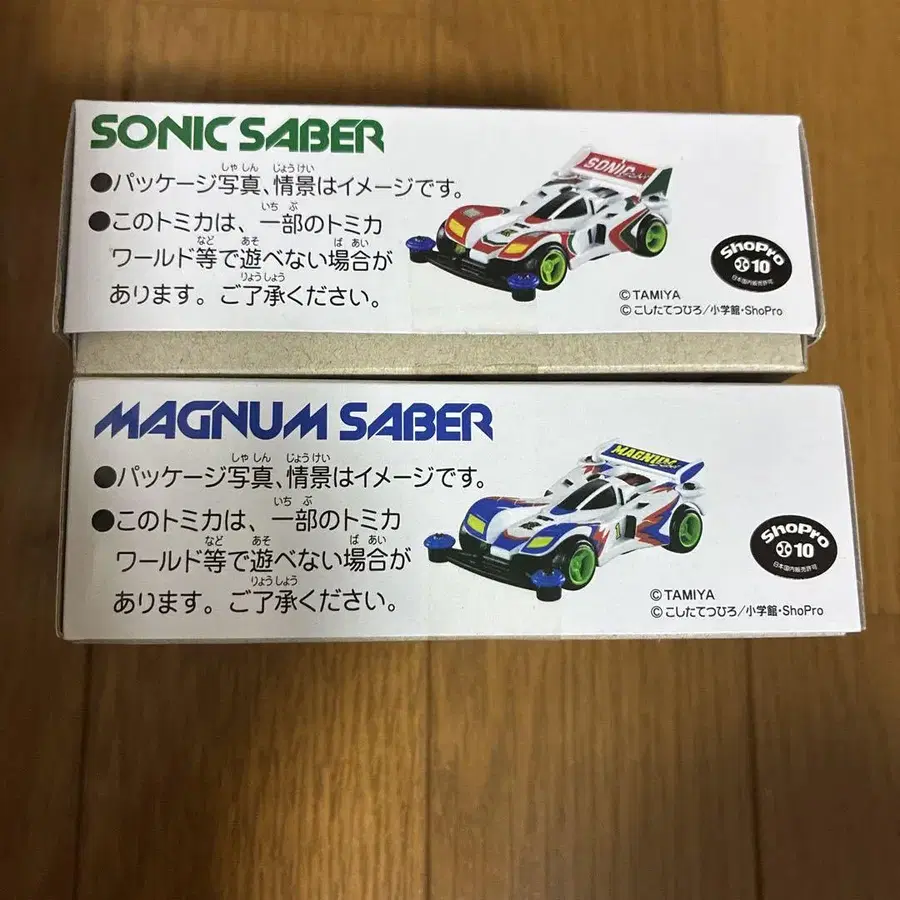 SONIC SABER
しゃしん じょうけい
●パッケージ写真、情景はイメージです。
いちぶ
●このトミカは、一部のトミカ
など あそ ばあい
ワールド等で遊べない場合が
りょうしょう
あります。ご了承ください。
SONIC
ShoPro
10
日本国内販売許可
©TAMIYA
©こしたてつひろ/小学館・ShoPro
MAGNUM SABER
しゃしん じょうけい
●パッケージ写真、情景はイメージです。
いちぶ
●このトミカは、一部のトミカ
など あそ ばあい
ワールド等で遊べない場合が
りょうしょう
あります。ご了承ください。
MAGNUM
1
ShoPro
10
日本国内販売許可
©TAMIYA
©こしたてつひろ/小学館・ShoPro